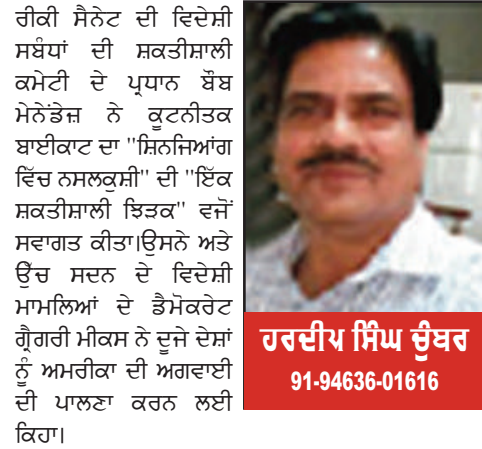 ਰੀਕੀ ਸੈਨੇਟ ਦੀ ਵਿਦੇਸ਼ੀ
ਸਬੰਧਾਂ ਦੀ ਸ਼ਕਤੀਸ਼ਾਲੀ
ਕਮੇਟੀ ਦੇ ਪ੍ਰਧਾਨ ਬੌਬ
ਮੇਨੇਂਡੇਜ਼ ਨੇ ਕੂਟਨੀਤਕ
ਬਾਈਕਾਟ ਦਾ "ਸ਼ਿਨਜਿਆਂਗ
ਵਿੱਚ ਨਸਲਕੁਸ਼ੀ" ਦੀ "ਇੱਕ
ਸ਼ਕਤੀਸ਼ਾਲੀ ਝਿੜਕ" ਵਜੋਂ
ਸਵਾਗਤ ਕੀਤਾ।ਉਸਨੇ ਅਤੇ
ਉੱਚ ਸਦਨ ਦੇ ਵਿਦੇਸ਼ੀ
ਮਾਮਲਿਆਂ ਦੇ ਡੈਮੋਕਰੇਟ
ਗ੍ਰੈਗਰੀ ਮੀਕਸ ਨੇ ਦੂਜੇ ਦੇਸ਼ਾਂ
ਨੂੰ ਅਮਰੀਕਾ ਦੀ ਅਗਵਾਈ
ਦੀ ਪਾਲਣਾ ਕਰਨ ਲਈ
ਕਿਹਾ।
ਹਰਦੀਪ ਸਿੰਘ ਚੁੰਬਰ
91-94636-01616